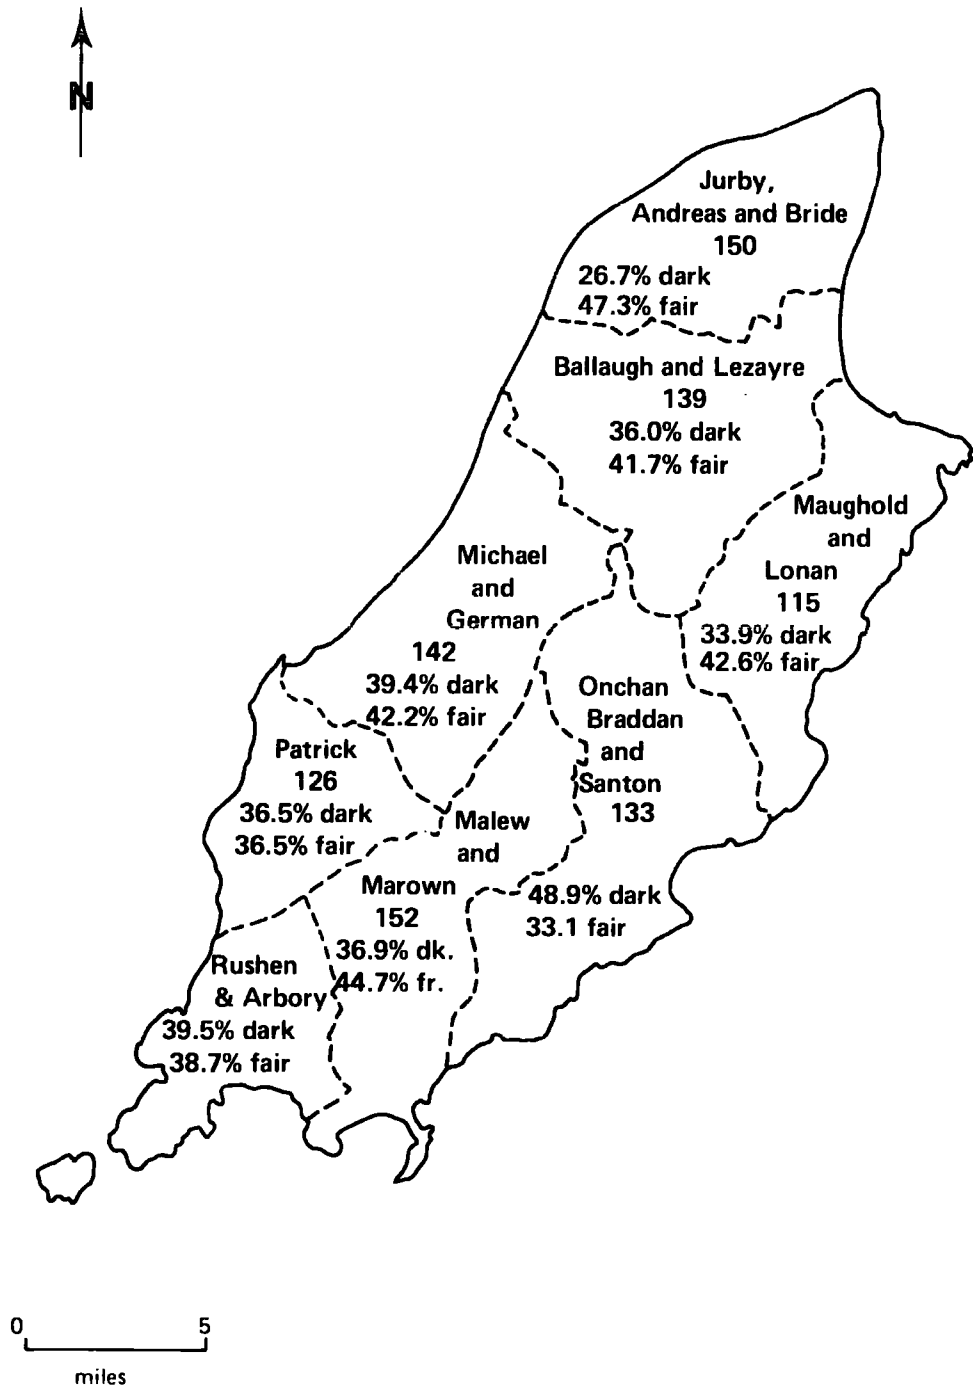 N
Jurby,
Andreas and Bride
150
26.7% dark
47.3% fair
Ballaugh and Lezayre
139
36.0% dark
41.7% fair
Maughold
and
Lonan
115
33.9% dark
42.6% fair
Michael
and
German
142
39.4% dark
42.2% fair
Onchan
Braddan
and
Santon
133
48.9% dark
33.1 fair
Patrick
126
36.5% dark
36.5% fair
Malew
and
Marown
152
36.9% dk.
44.7% fr.
Rushen
& Arbory
39.5% dark
38.7% fair
0 5
miles